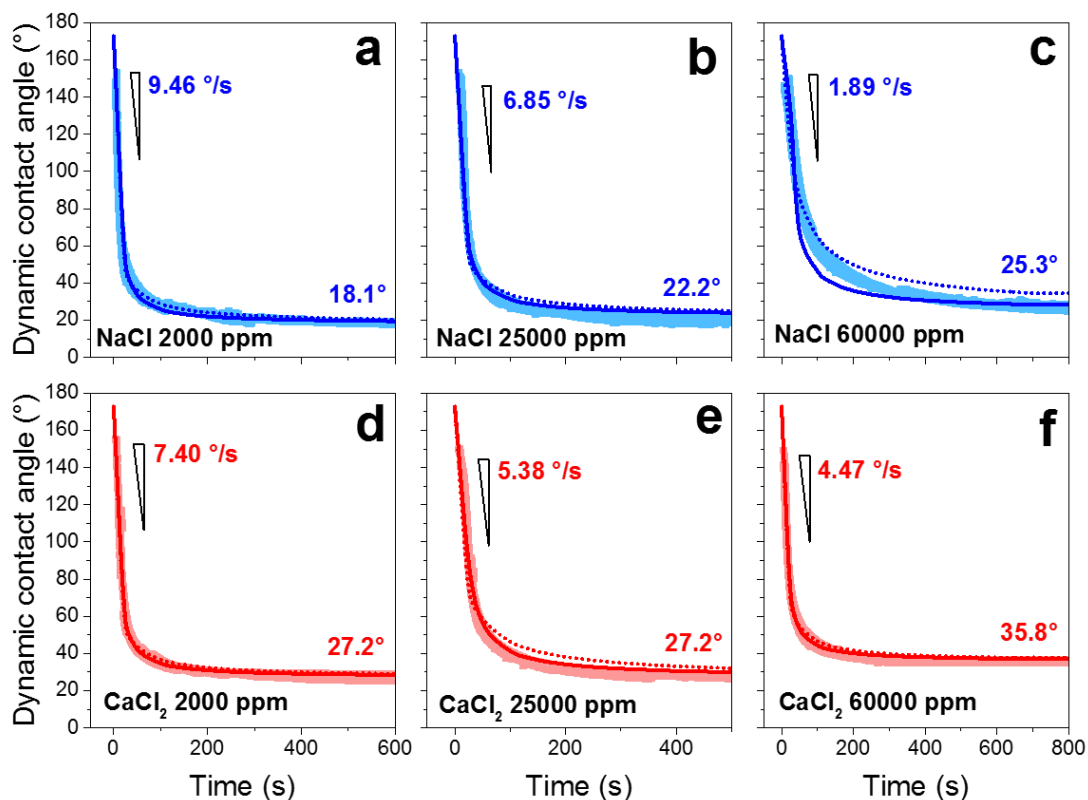 Dynamic contact angle (°)
180
160
140
120
100
80
60
40
20
0
a
9.46 °/s
18.1°
NaCl 2000 ppm
b
6.85 °/s
22.2°
NaCl 25000 ppm
c
1.89 °/s
25.3°
NaCl 60000 ppm
Dynamic contact angle (°)
180
160
140
120
100
80
60
40
20
0
d
7.40 °/s
27.2°
CaCl₂ 2000 ppm
0 200 400 600
Time (s)
e
5.38 °/s
27.2°
CaCl₂ 25000 ppm
0 200 400
Time (s)
f
4.47 °/s
35.8°
CaCl₂ 60000 ppm
0 200 400 600 800
Time (s)